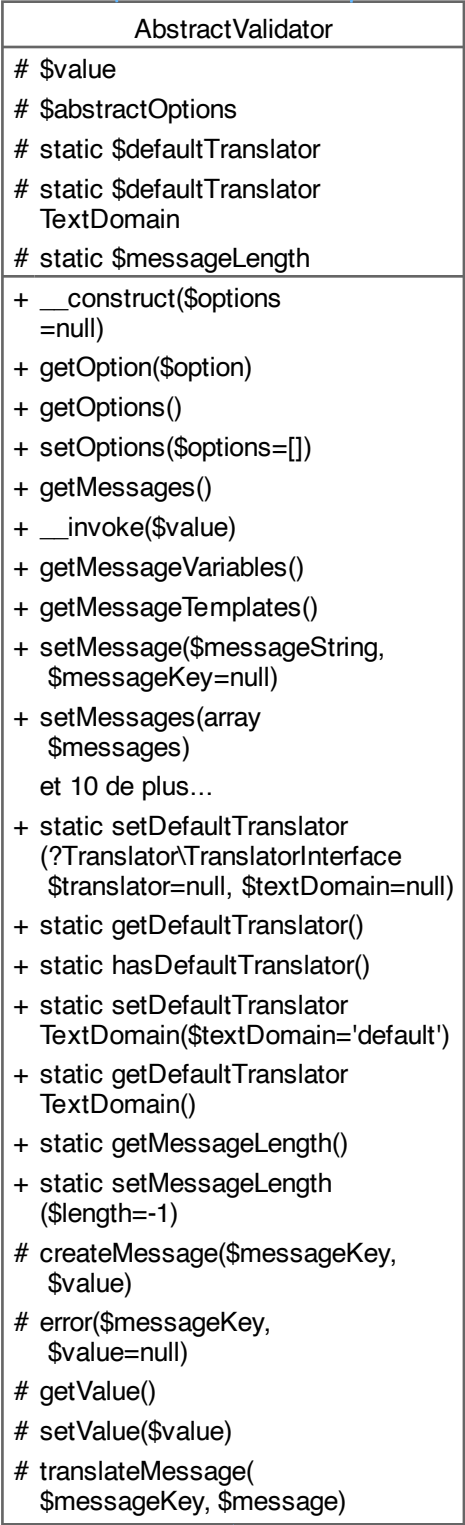 AbstractValidator
# $value
# $abstractOptions
# static $defaultTranslator
# static $defaultTranslator
TextDomain
# static $messageLength
+ __construct($options
=null)
+ getOption($option)
+ getOptions()
+ setOptions($options=[])
+ getMessages()
+ __invoke($value)
+ getMessageVariables()
+ getMessageTemplates()
+ setMessage($messageString,
$messageKey=null)
+ setMessages(array
$messages)
et 10 de plus...
+ static setDefaultTranslator
(?Translator\TranslatorInterface
$translator=null, $textDomain=null)
+ static getDefaultTranslator()
+ static hasDefaultTranslator()
+ static setDefaultTranslator
TextDomain($textDomain='default')
+ static getDefaultTranslator
TextDomain()
+ static getMessageLength()
+ static setMessageLength
($length=-1)
# createMessage($messageKey,
$value)
# error($messageKey,
$value=null)
# getValue()
# setValue($value)
# translateMessage(
$messageKey, $message)